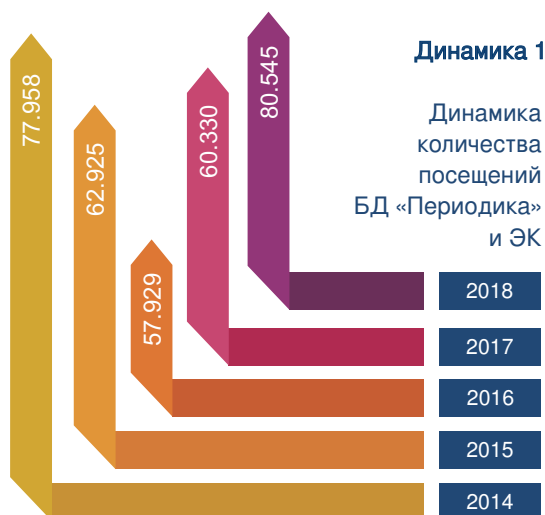 Динамика 1
Динамика
количества
посещений
БД «Периодика»
и ЭК
77.958
62.925
57.929
60.330
80.545
2018
2017
2016
2015
2014